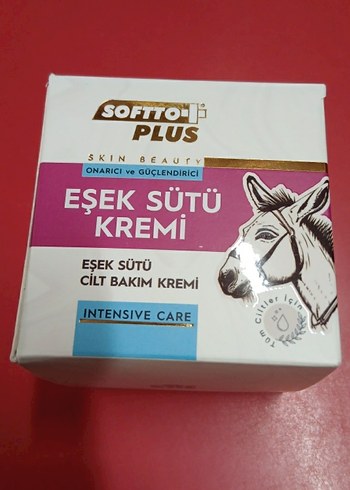 SOFTTO
PLUS
SKIN BEAUTY
ONARICI ve GÜÇLENDİRİCİ
EŞEK SÜTÜ
KREMİ
EŞEK SÜTÜ
CİLT BAKIM KREMİ
INTENSIVE CARE
Tüm Ciltler İçin